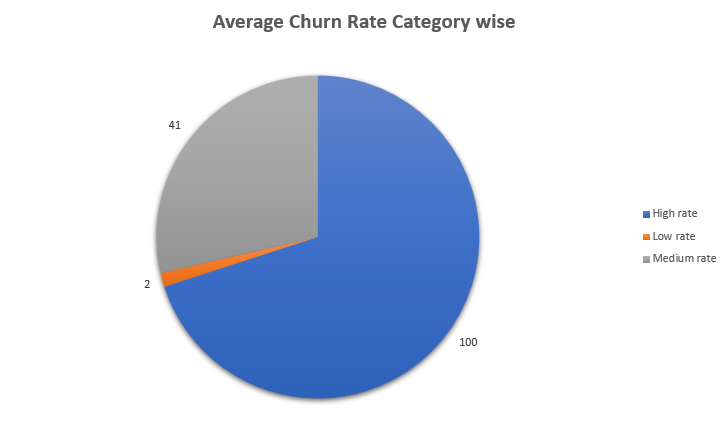 Average Churn Rate Category wise
41
2
100
High rate
Low rate
Medium rate